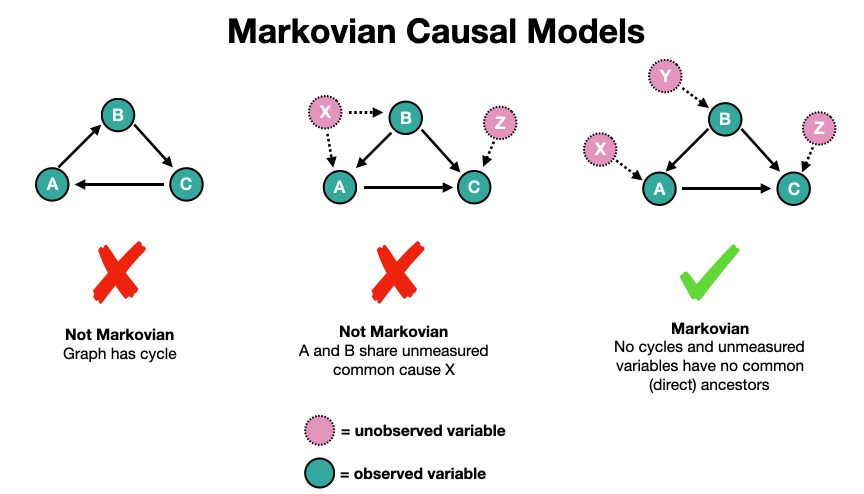 Markovian Causal Models
B
A
C
X
B
Z
A
C
Y
B
Z
X
A
C
Not Markovian
Graph has cycle
Not Markovian
A and B share unmeasured
common cause X
Markovian
No cycles and unmeasured
variables have no common
(direct) ancestors
= unobserved variable
= observed variable